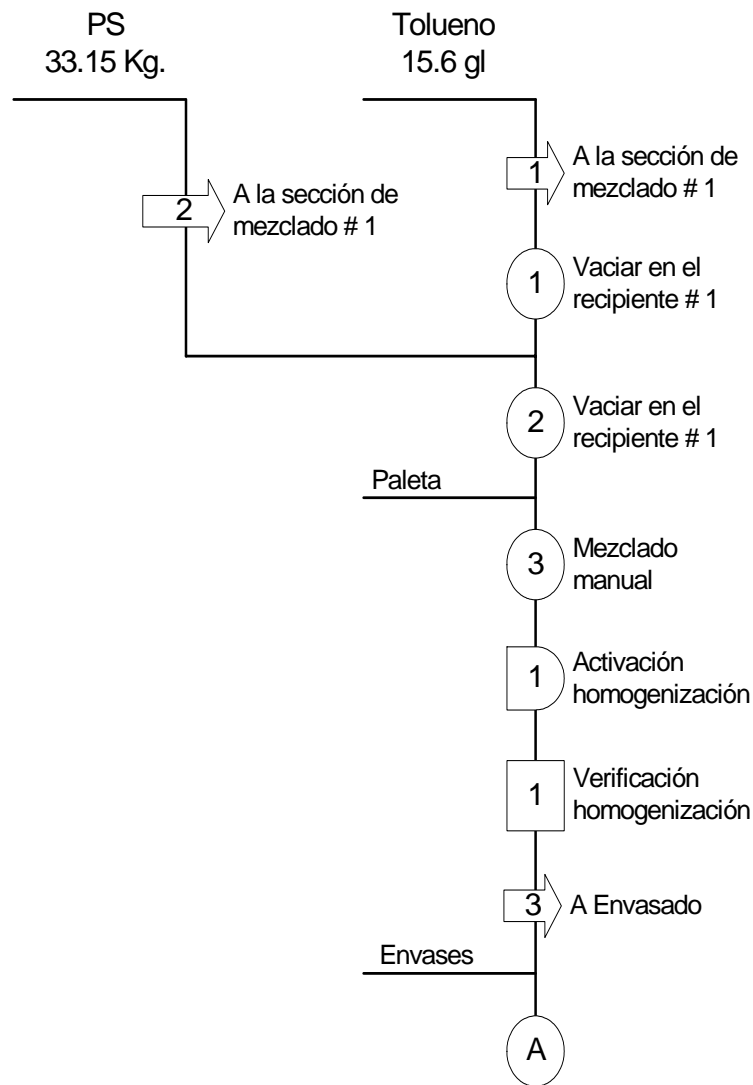 PS
33.15 Kg.
Tolueno
15.6 gl
1
A la sección de
mezclado # 1
2
A la sección de
mezclado # 1
1
Vaciar en el
recipiente # 1
2
Vaciar en el
recipiente # 1
Paleta
3
Mezclado
manual
1
Activación
homogenización
1
Verificación
homogenización
3
A Envasado
Envases
A